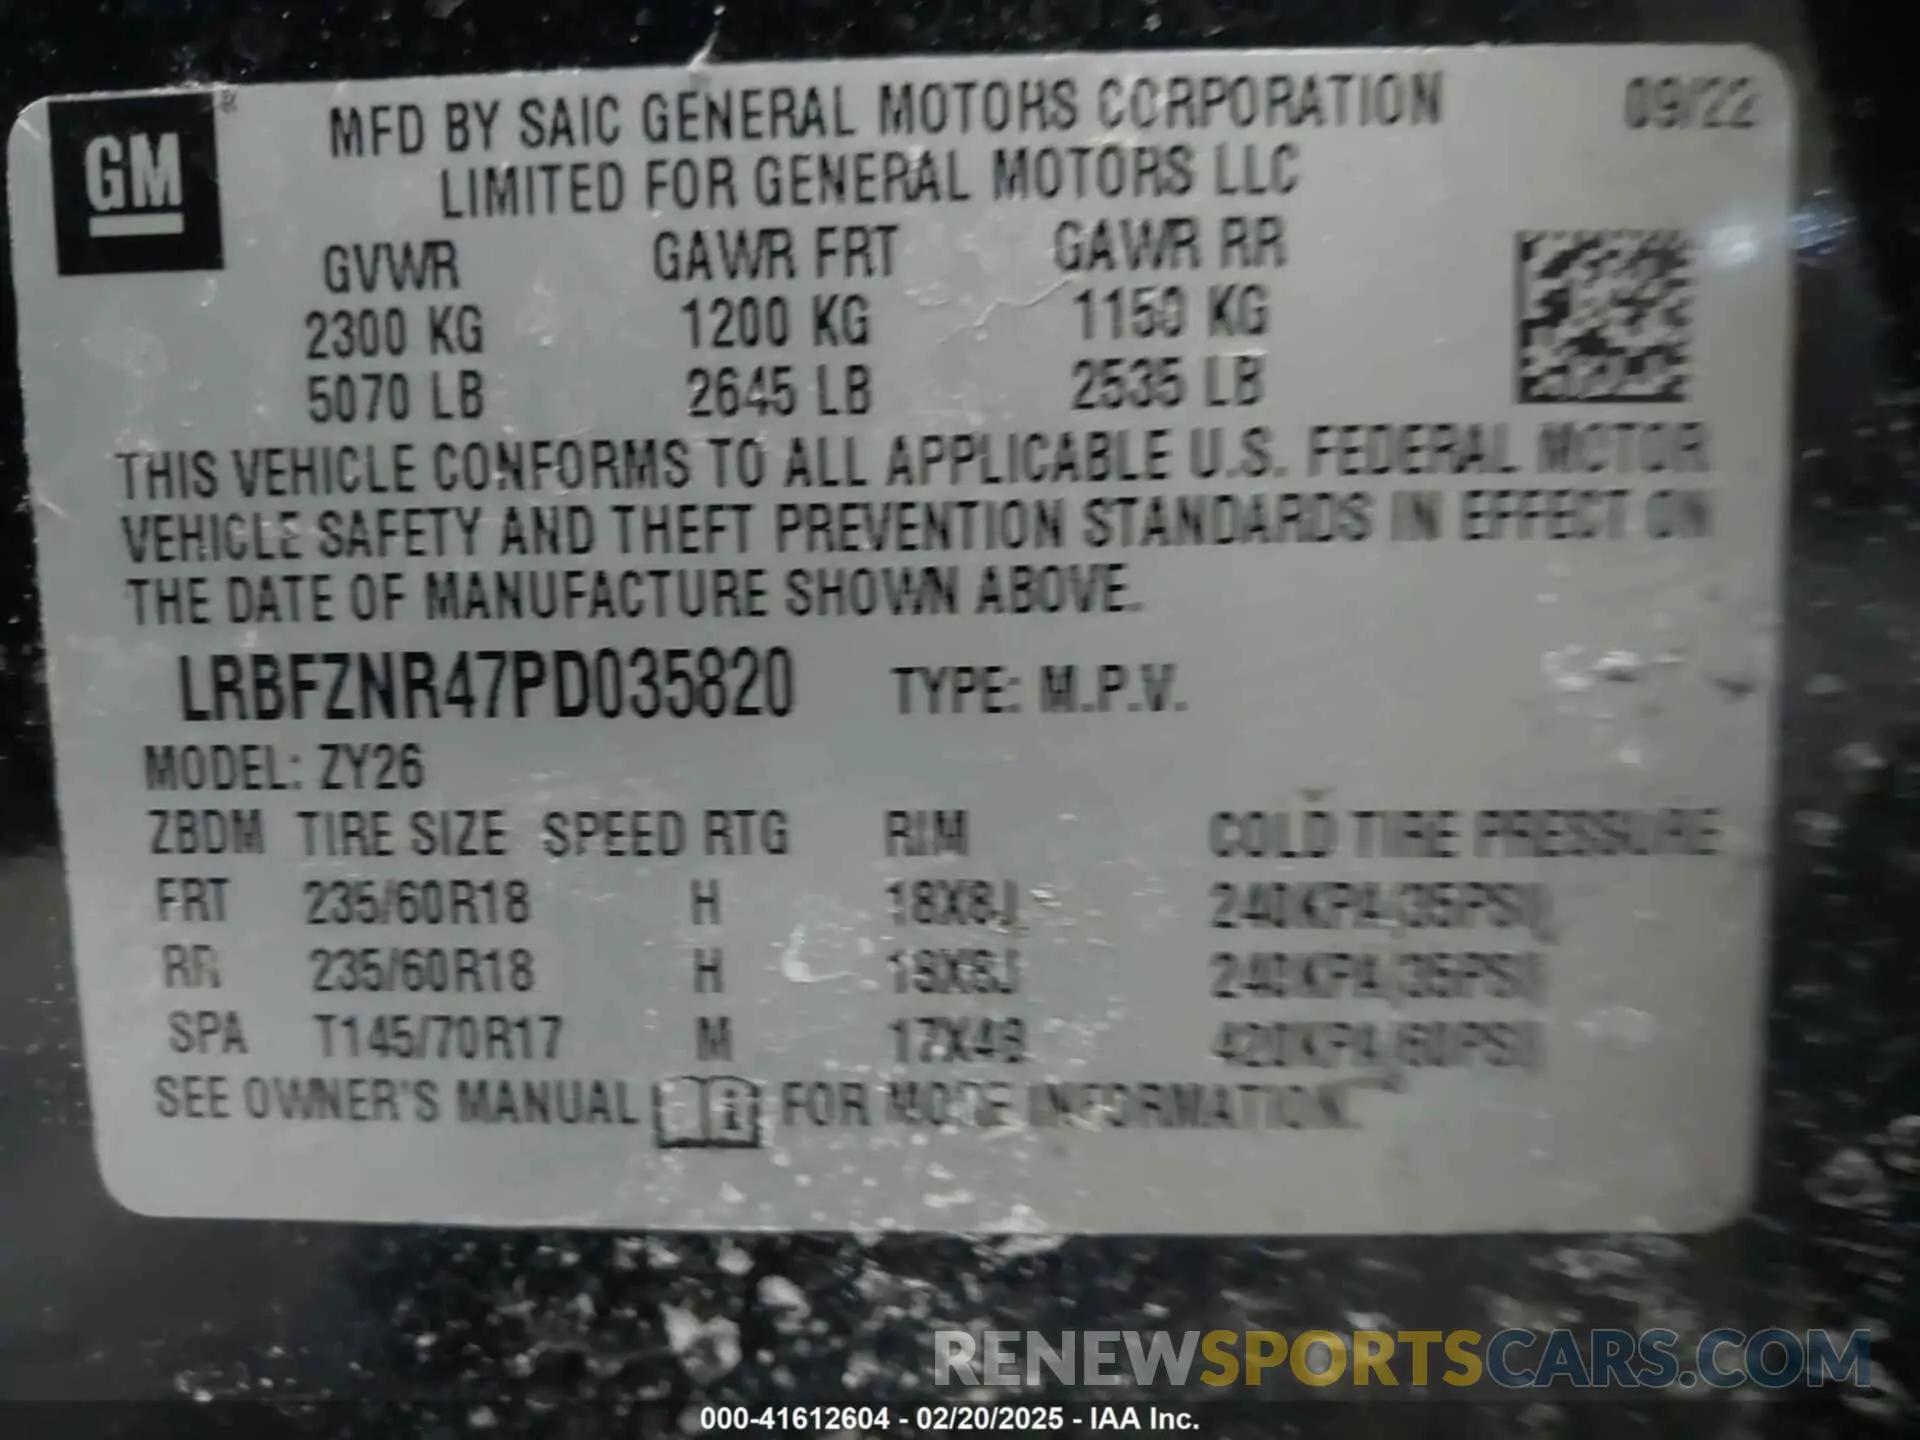 GM ®
MFD BY SAIC GENERAL MOTORS CORPORATION 09/22
LIMITED FOR GENERAL MOTORS LLC
GVWR GAWR FRT GAWR RR
2300 KG 1200 KG 1150 KG
5070 LB 2645 LB 2535 LB
THIS VEHICLE CONFORMS TO ALL APPLICABLE U.S. FEDERAL MOTOR
VEHICLE SAFETY AND THEFT PREVENTION STANDARDS IN EFFECT ON
THE DATE OF MANUFACTURE SHOWN ABOVE.
LRBFZNR47PD035820 TYPE: M.P.V.
MODEL: ZY26
ZBDM TIRE SIZE SPEED RTG RIM COLD TIRE PRESSURE
FRT 235/60R18 H 18X8J 240KPA(35PSI)
RR 235/60R18 H 18X8J 240KPA(35PSI)
SPA T145/70R17 M 17X4B 420KPA(60PSI)
SEE OWNER'S MANUAL FOR MORE INFORMATION.
RENEWSPORTSCARS.COM
000-41612604 - 02/20/2025 - IAA Inc.